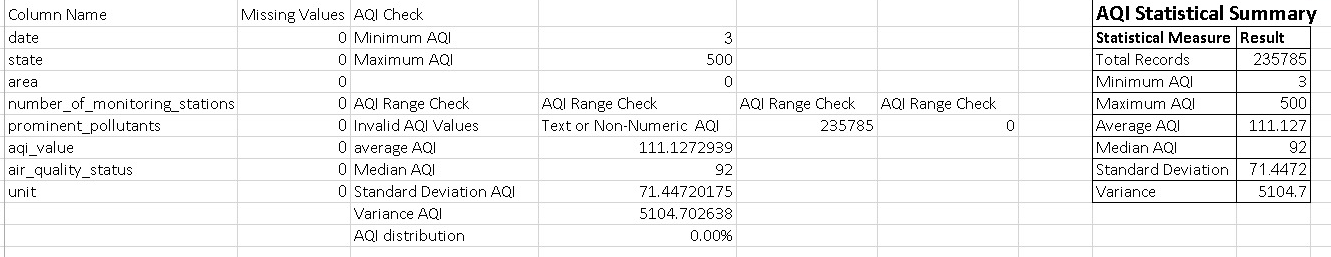 Column Name Missing Values AQI Check AQI Statistical Summary
date 0 Minimum AQI 3 Statistical Measure Result
state 0 Maximum AQI 500 Total Records 235785
area 0 0 Minimum AQI 3
number_of_monitoring_stations 0 AQI Range Check AQI Range Check AQI Range Check AQI Range Check Maximum AQI 500
prominent_pollutants 0 Invalid AQI Values Text or Non-Numeric AQI 235785 0 Average AQI 111.127
aqi_value 0 average AQI 111.1272939 Median AQI 92
air_quality_status 0 Median AQI 92 Standard Deviation 71.4472
unit 0 Standard Deviation AQI 71.44720175 Variance 5104.7
Variance AQI 5104.702638
AQI distribution 0.00%